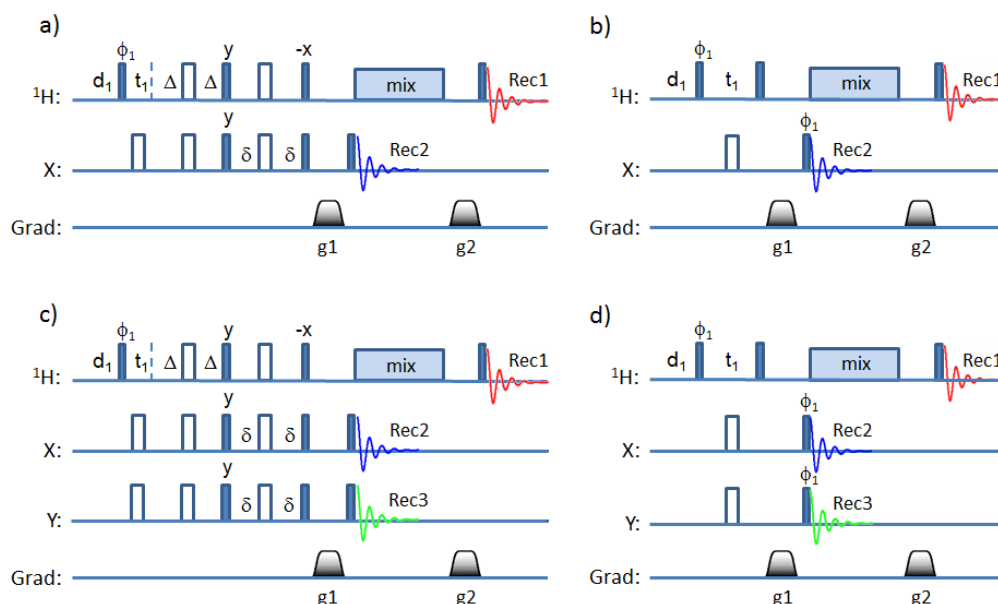 a)
ϕ1 y -x
d1 t1 Δ Δ mix Rec1
1H:
y
X: δ δ Rec2
Grad:
g1 g2
b)
ϕ1
d1 t1 mix Rec1
1H:
ϕ1
X: Rec2
Grad:
g1 g2
c)
ϕ1 y -x
d1 t1 Δ Δ mix Rec1
1H:
y
X: δ δ Rec2
y
Y: δ δ Rec3
Grad:
g1 g2
d)
ϕ1
d1 t1 mix Rec1
1H:
ϕ1
X: Rec2
ϕ1
Y: Rec3
Grad:
g1 g2